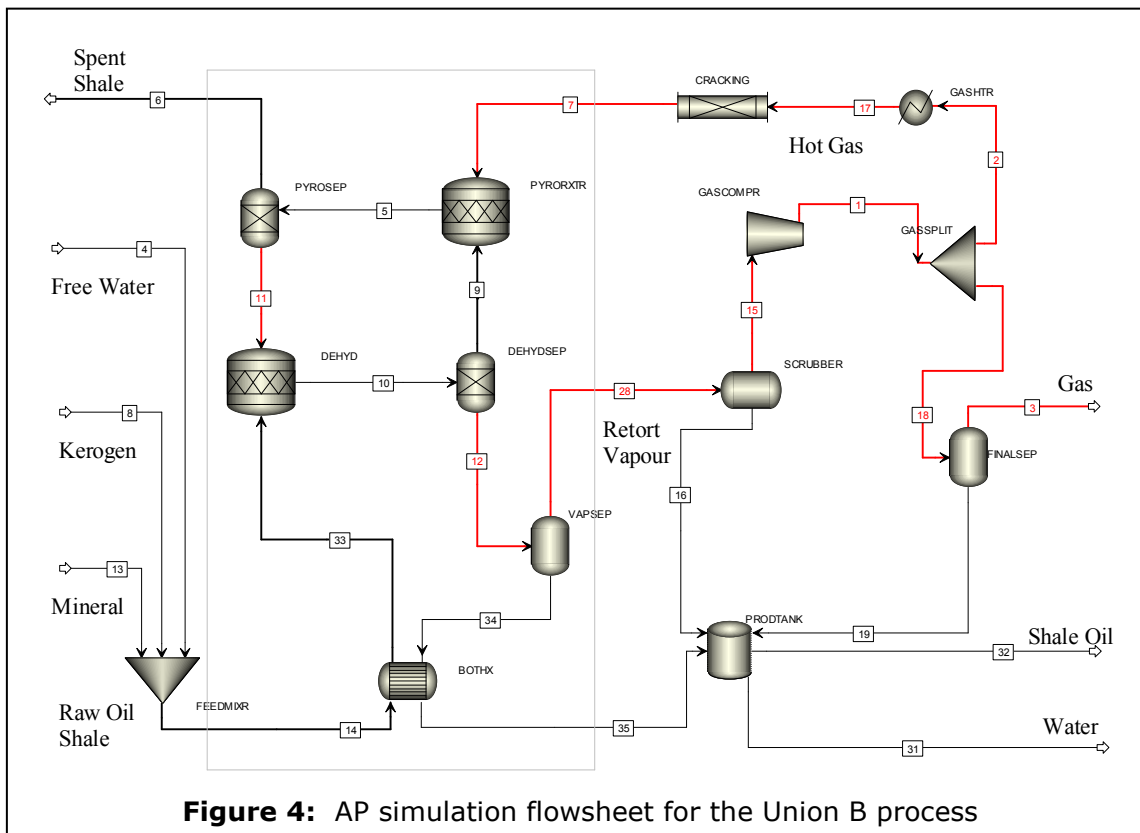 Spent
Shale
6
CRACKING
7
17
GASHTR
Hot Gas
2
PYROSEP
PYRORXTR
5
GASCOMPR
1
GASSPLIT
4
Free Water
11
9
15
DEHYD
DEHYDSEP
10
SCRUBBER
28
Gas
3
8
Kerogen
Retort
Vapour
18
FINALSEP
12
16
VAPSEP
33
13
Mineral
34
PRODTANK
19
Shale Oil
32
BOTHX
Raw Oil
Shale
FEEDMIXR
14
35
Water
31
Figure 4: AP simulation flowsheet for the Union B process